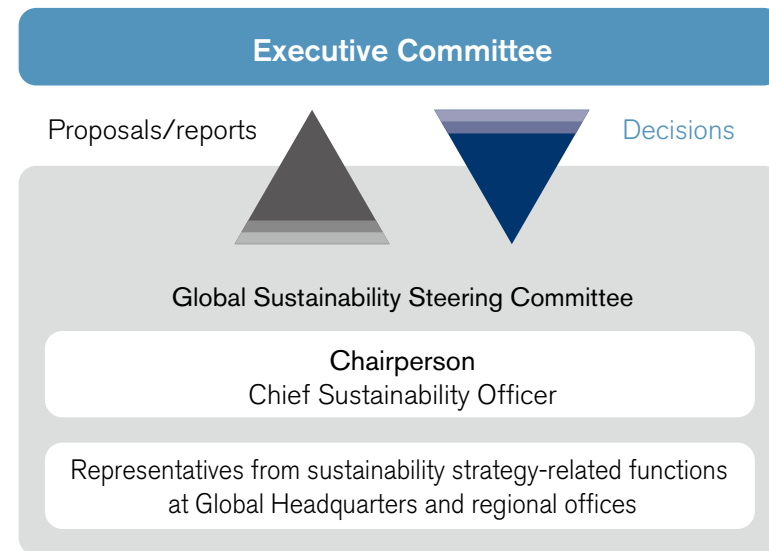 Executive Committee
Proposals/reports
Decisions
Global Sustainability Steering Committee
Chairperson
Chief Sustainability Officer
Representatives from sustainability strategy-related functions
at Global Headquarters and regional offices